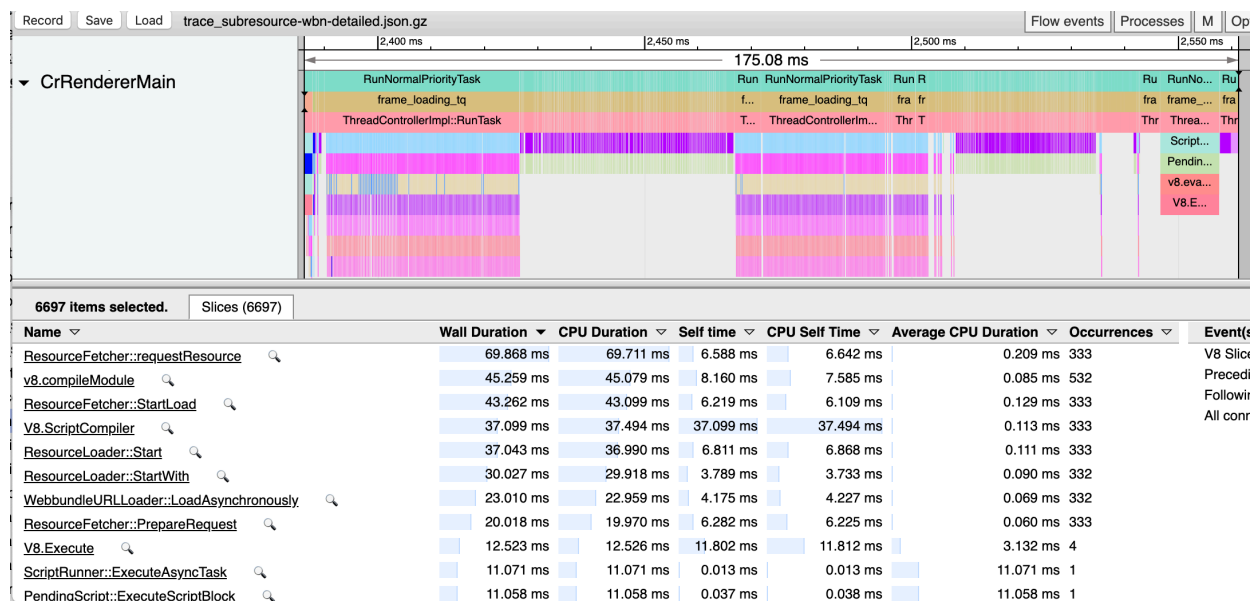 Record Save Load trace_subresource-wbn-detailed.json.gz Flow events Processes M Op
2,400 ms 2,450 ms 2,500 ms 2,550 ms
175.08 ms
CrRendererMain
RunNormalPriorityTask Run RunNormalPriorityTask Run R Ru RunNo... Ru
frame_loading_tq f... frame_loading_tq fra fr fra frame_... fra
ThreadControllerImpl::RunTask T... ThreadControllerIm... Thr T Thr Threa... Thr
Script...
Pendin...
v8.eva...
V8.E...
6697 items selected. Slices (6697)
Name Wall Duration CPU Duration Self time CPU Self Time Average CPU Duration Occurrences Event(s
ResourceFetcher::requestResource 69.868 ms 69.711 ms 6.588 ms 6.642 ms 0.209 ms 333 V8 Slice
v8.compileModule 45.259 ms 45.079 ms 8.160 ms 7.585 ms 0.085 ms 532 Precedi
ResourceFetcher::StartLoad 43.262 ms 43.099 ms 6.219 ms 6.109 ms 0.129 ms 333 Followin
V8.ScriptCompiler 37.099 ms 37.494 ms 37.099 ms 37.494 ms 0.113 ms 333 All conn
ResourceLoader::Start 37.043 ms 36.990 ms 6.811 ms 6.868 ms 0.111 ms 333
ResourceLoader::StartWith 30.027 ms 29.918 ms 3.789 ms 3.733 ms 0.090 ms 332
WebbundleURLLoader::LoadAsynchronously 23.010 ms 22.959 ms 4.175 ms 4.227 ms 0.069 ms 332
ResourceFetcher::PrepareRequest 20.018 ms 19.970 ms 6.282 ms 6.225 ms 0.060 ms 333
V8.Execute 12.523 ms 12.526 ms 11.802 ms 11.812 ms 3.132 ms 4
ScriptRunner::ExecuteAsyncTask 11.071 ms 11.071 ms 0.013 ms 0.013 ms 11.071 ms 1
PendingScript::ExecuteScriptBlock 11.058 ms 11.058 ms 0.037 ms 0.038 ms 11.058 ms 1